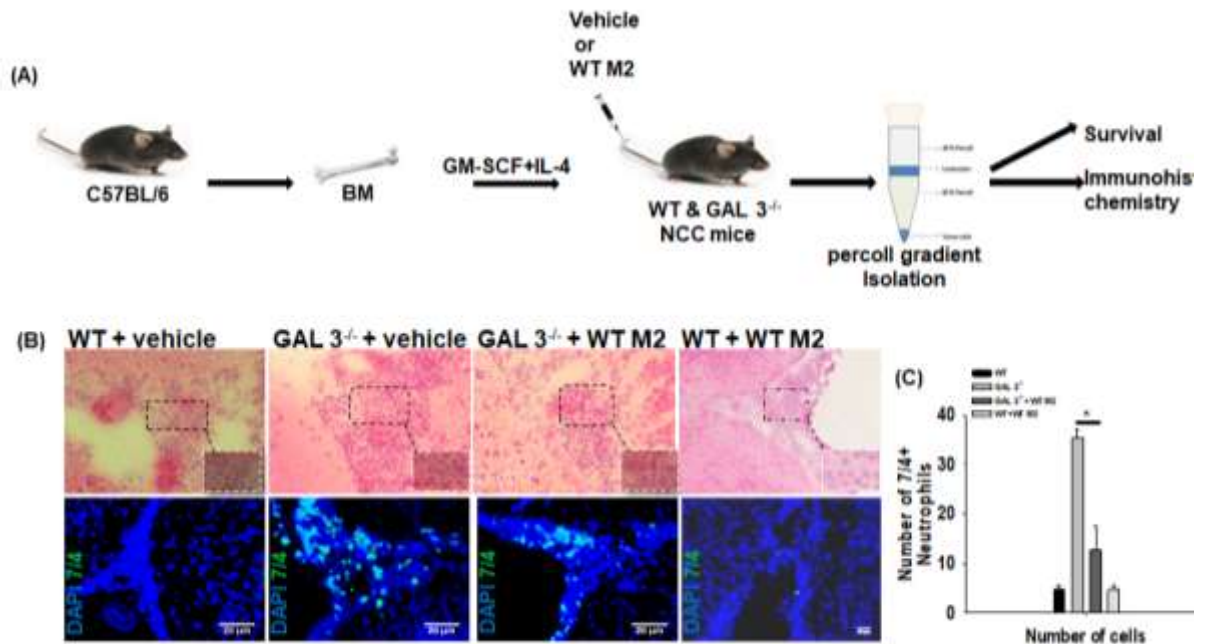 Vehicle
or
WT M2
(A)
C57BL/6
BM
GM-SCF+IL-4
WT & GAL 3-/-
NCC mice
percoll gradient
Isolation
Survival
Immunohist
chemistry
(B)
WT + vehicle
GAL 3-/- + vehicle
GAL 3-/- + WT M2
WT + WT M2
DAPI 7/4
20 µm
DAPI 7/4
20 µm
DAPI 7/4
20 µm
DAPI 7/4
(C)
WT
GAL 3-/-
GAL 3-/- + WT M2
WT+WT M2
40
30
20
10
0
Number of 7/4+
Neutrophils
Number of cells